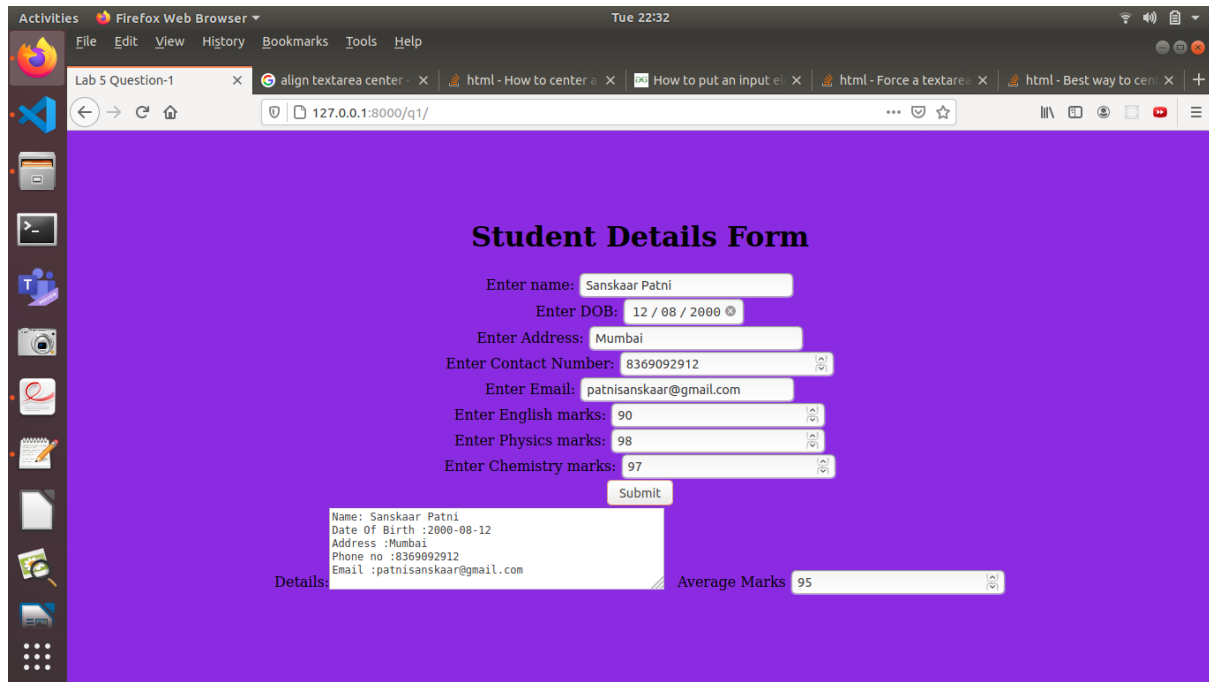 Activities Firefox Web Browser Tue 22:32
File Edit View History Bookmarks Tools Help
Lab 5 Question-1 align textarea center - html - How to center a How to put an input el html - Force a textarea html - Best way to cent
127.0.0.1:8000/q1/
Student Details Form
Enter name: Sanskaar Patni
Enter DOB: 12 / 08 / 2000
Enter Address: Mumbai
Enter Contact Number: 8369092912
Enter Email: patnisanskaar@gmail.com
Enter English marks: 90
Enter Physics marks: 98
Enter Chemistry marks: 97
Submit
Name: Sanskaar Patni
Date Of Birth :2000-08-12
Address :Mumbai
Phone no :8369092912
Email :patnisanskaar@gmail.com
Details: Average Marks 95